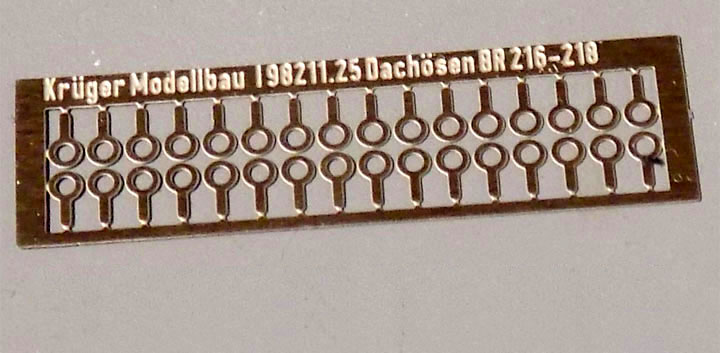 Krüger Modellbau 198211.25 Dachösen BR 216-218